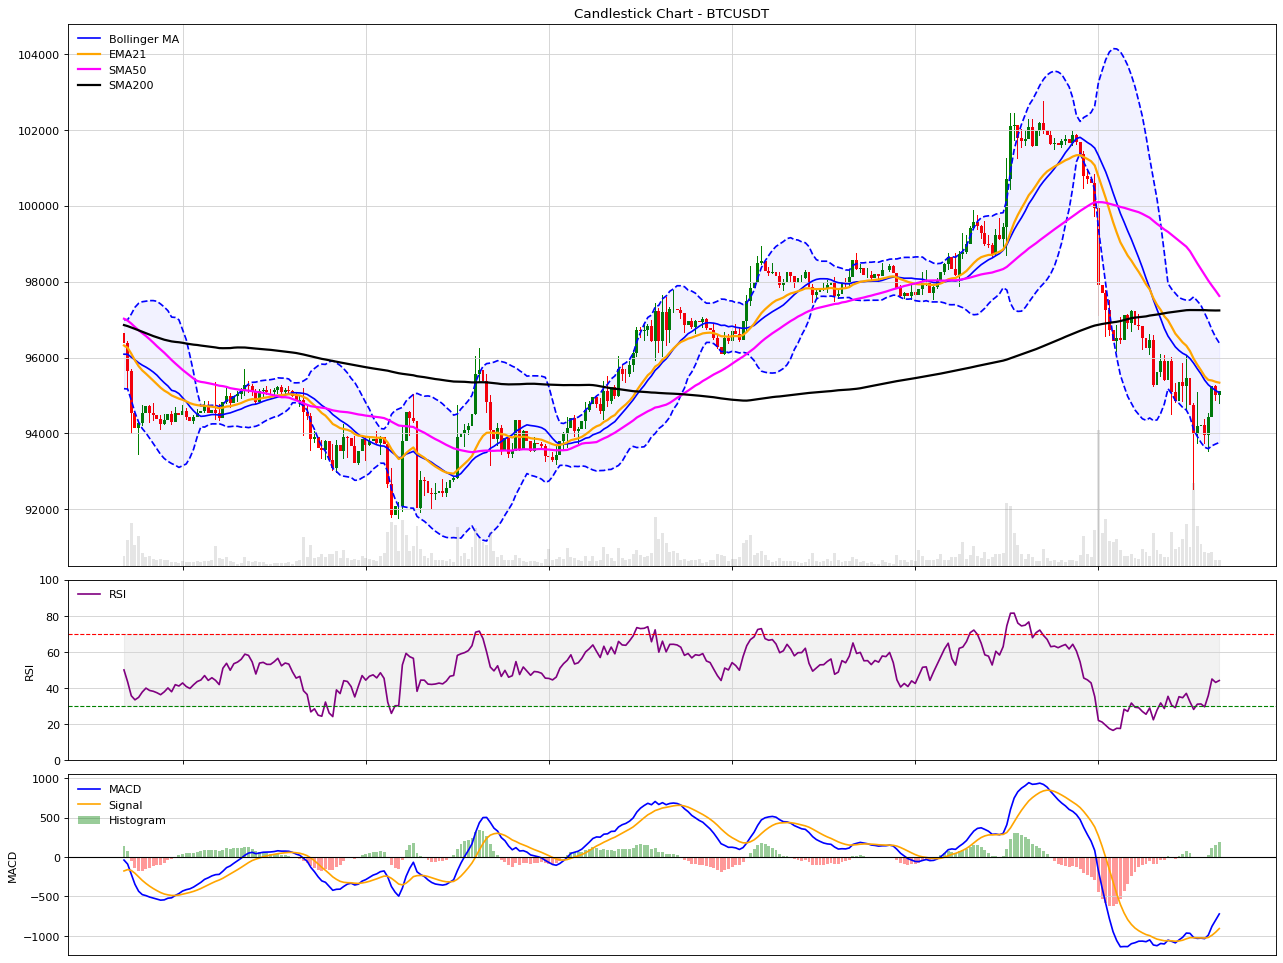 Candlestick Chart - BTCUSDT
Bollinger MA
EMA21
SMA50
SMA200
104000
102000
100000
98000
96000
94000
92000
RSI
100
80
60
40
20
0
RSI
MACD
Signal
Histogram
1000
500
0
−500
−1000
MACD